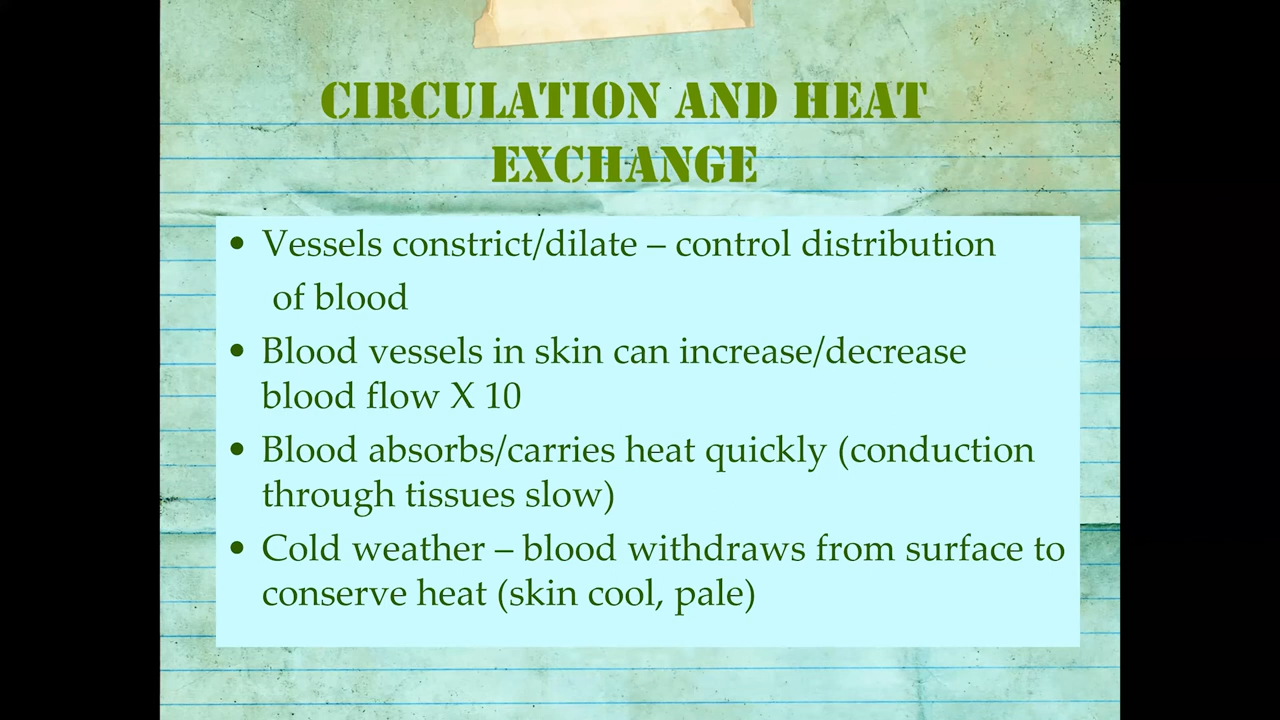 CIRCULATION AND HEAT
EXCHANGE
• Vessels constrict/dilate – control distribution
of blood
• Blood vessels in skin can increase/decrease
blood flow X 10
• Blood absorbs/carries heat quickly (conduction
through tissues slow)
• Cold weather – blood withdraws from surface to
conserve heat (skin cool, pale)